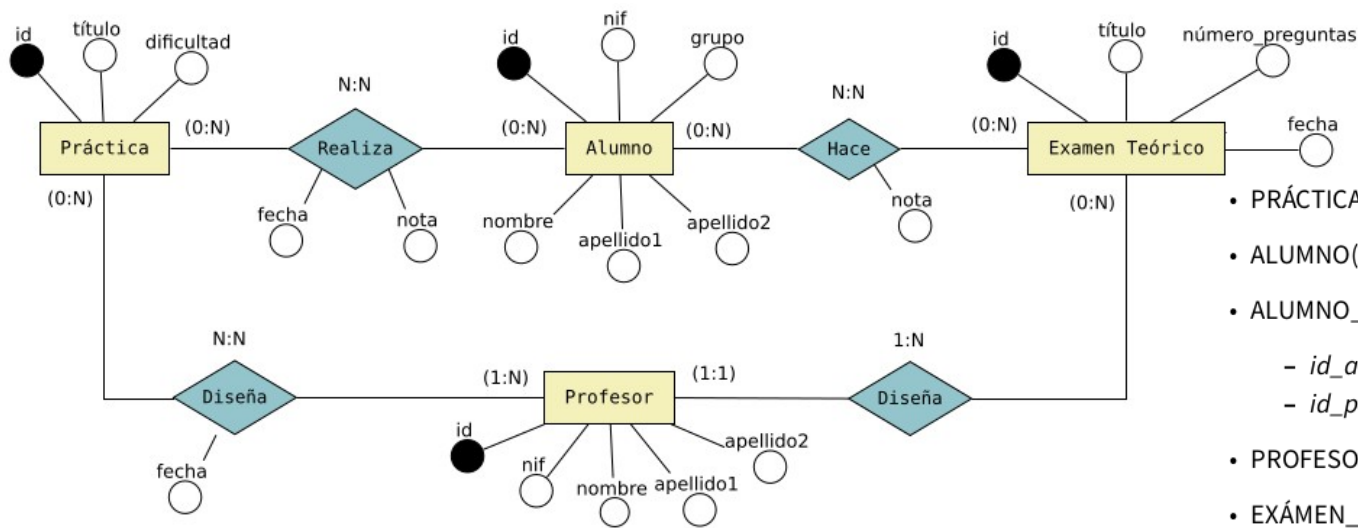 id
título
dificultad
N:N
(0:N)
Práctica
(0:N)
Realiza
fecha
nota
id
nif
grupo
(0:N)
Alumno
(0:N)
nombre
apellido1
apellido2
N:N
Hace
nota
id
título
número_preguntas
(0:N)
Examen Teórico
fecha
(0:N)
N:N
Diseña
fecha
(1:N)
Profesor
(1:1)
id
nif
nombre
apellido1
apellido2
1:N
Diseña
• PRÁCTICA
• ALUMNO(
• ALUMNO_
– id_a
– id_p
• PROFESO
• EXÁMEN_